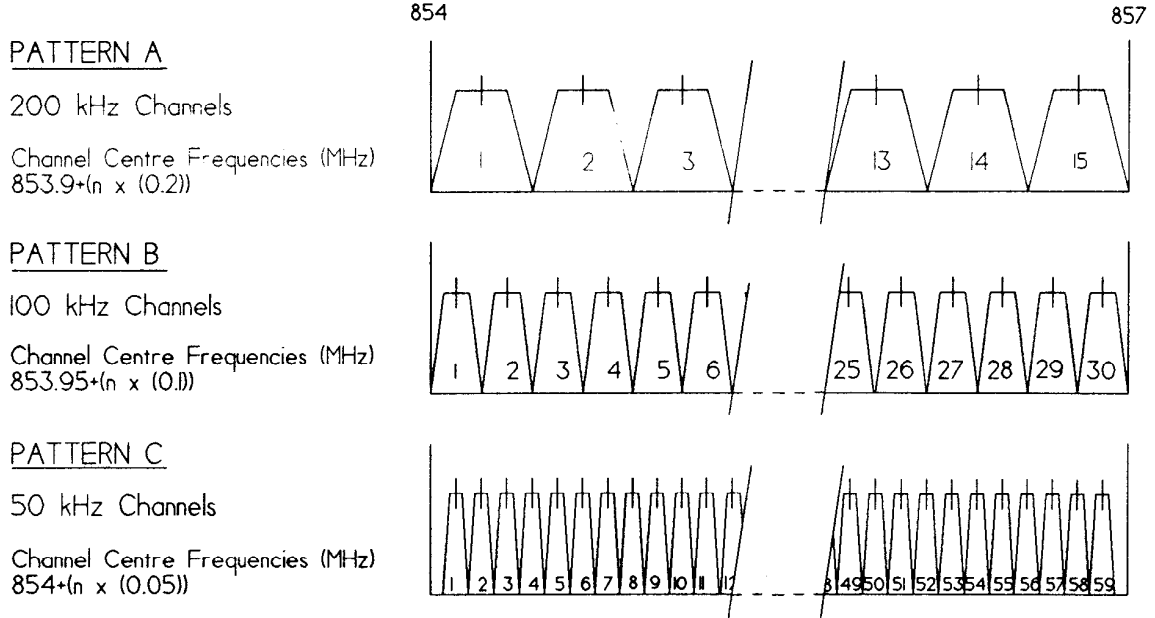 854 857
PATTERN A
200 kHz Channels
Channel Centre Frequencies (MHz)
853.9+(n x (0.2))
1 2 3 13 14 15
PATTERN B
100 kHz Channels
Channel Centre Frequencies (MHz)
853.95+(n x (0.1))
1 2 3 4 5 6 25 26 27 28 29 30
PATTERN C
50 kHz Channels
Channel Centre Frequencies (MHz)
854+(n x (0.05))
1 2 3 4 5 6 7 8 9 10 11 12 8 49 50 51 52 53 54 55 56 57 58 59